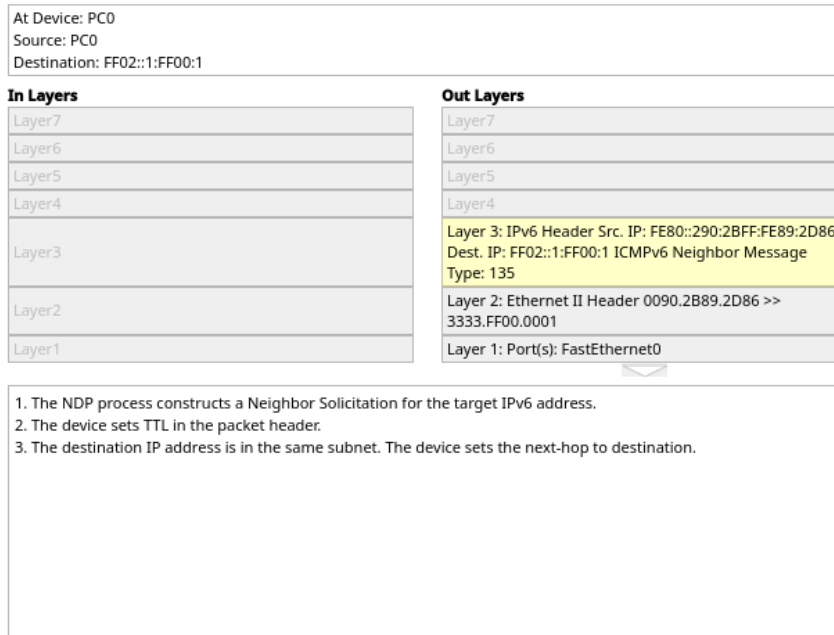 At Device: PC0
Source: PC0
Destination: FF02::1:FF00:1
In Layers
Layer7
Layer6
Layer5
Layer4
Layer3
Layer2
Layer1
Out Layers
Layer7
Layer6
Layer5
Layer4
Layer 3: IPv6 Header Src. IP: FE80::290:2BFF:FE89:2D86
Dest. IP: FF02::1:FF00:1 ICMPv6 Neighbor Message
Type: 135
Layer 2: Ethernet II Header 0090.2B89.2D86 >>
3333.FF00.0001
Layer 1: Port(s): FastEthernet0
1. The NDP process constructs a Neighbor Solicitation for the target IPv6 address.
2. The device sets TTL in the packet header.
3. The destination IP address is in the same subnet. The device sets the next-hop to destination.